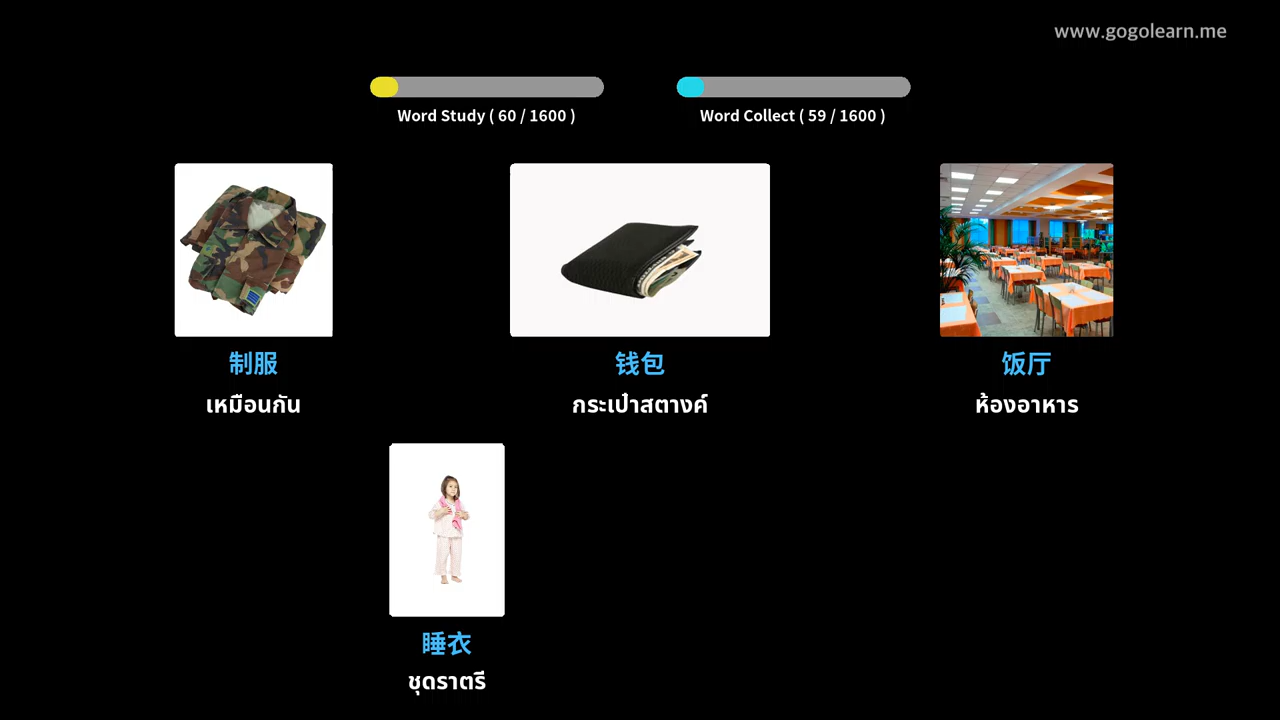 www.gogolearn.me
Word Study ( 60 / 1600 )
Word Collect ( 59 / 1600 )
制服
เหมือนกัน
钱包
กระเป๋าสตางค์
饭厅
ห้องอาหาร
睡衣
ชุดราตรี